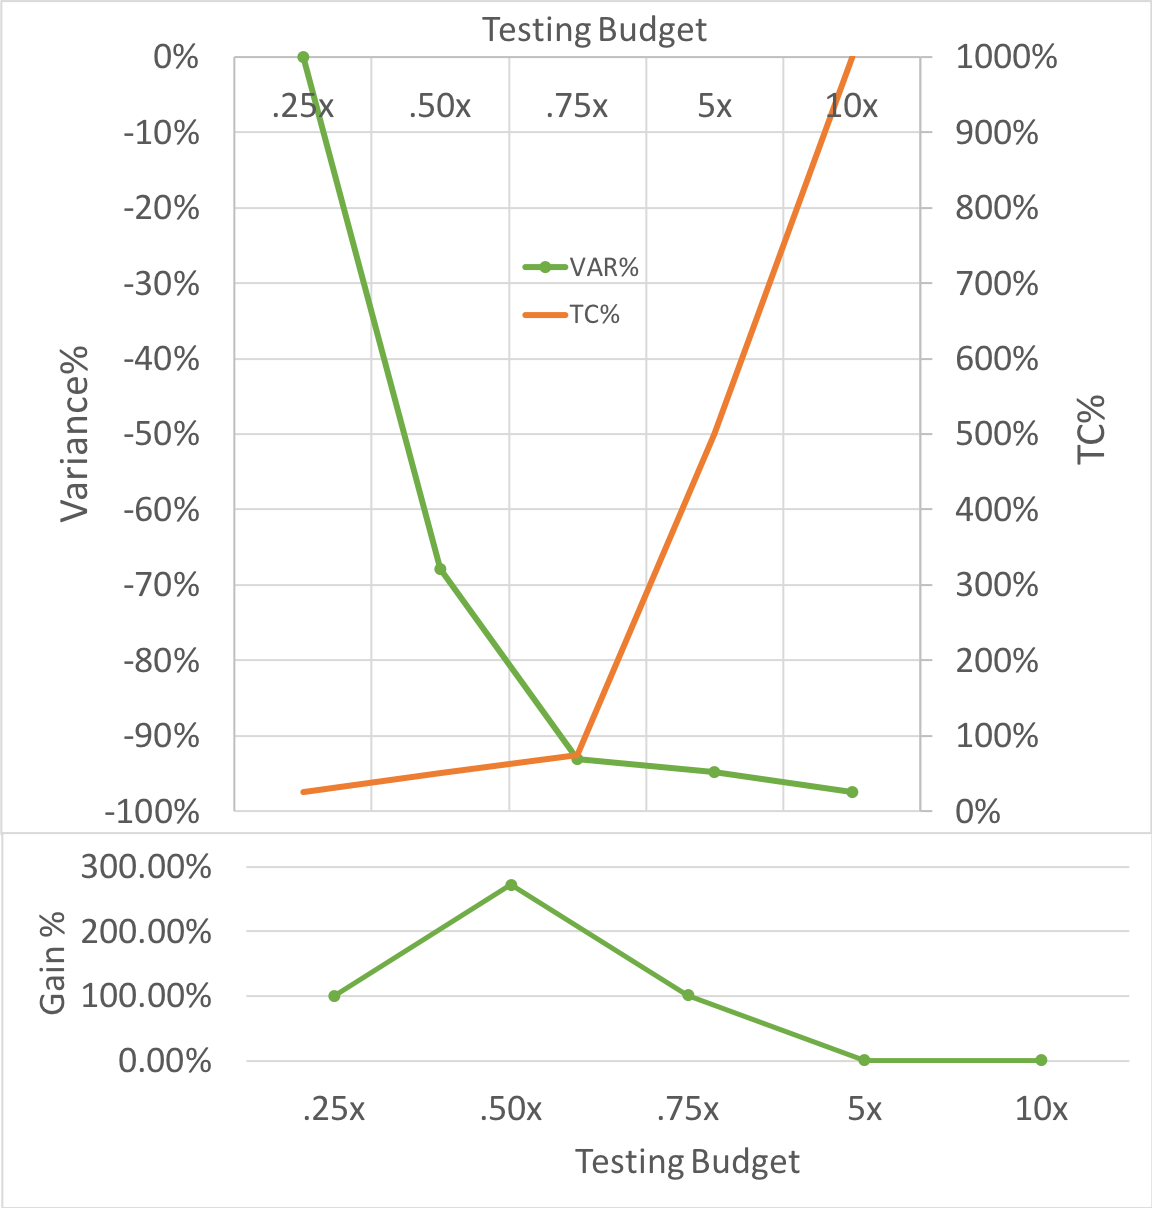 Testing Budget
0% 1000%
.25x .50x .75x 5x 10x
-10% 900%
-20% 800%
VAR%
-30% 700%
TC%
-40% 600%
Variance%
TC%
-50% 500%
-60% 400%
-70% 300%
-80% 200%
-90% 100%
-100% 0%
300.00%
Gain %
200.00%
100.00%
0.00%
.25x .50x .75x 5x 10x
Testing Budget